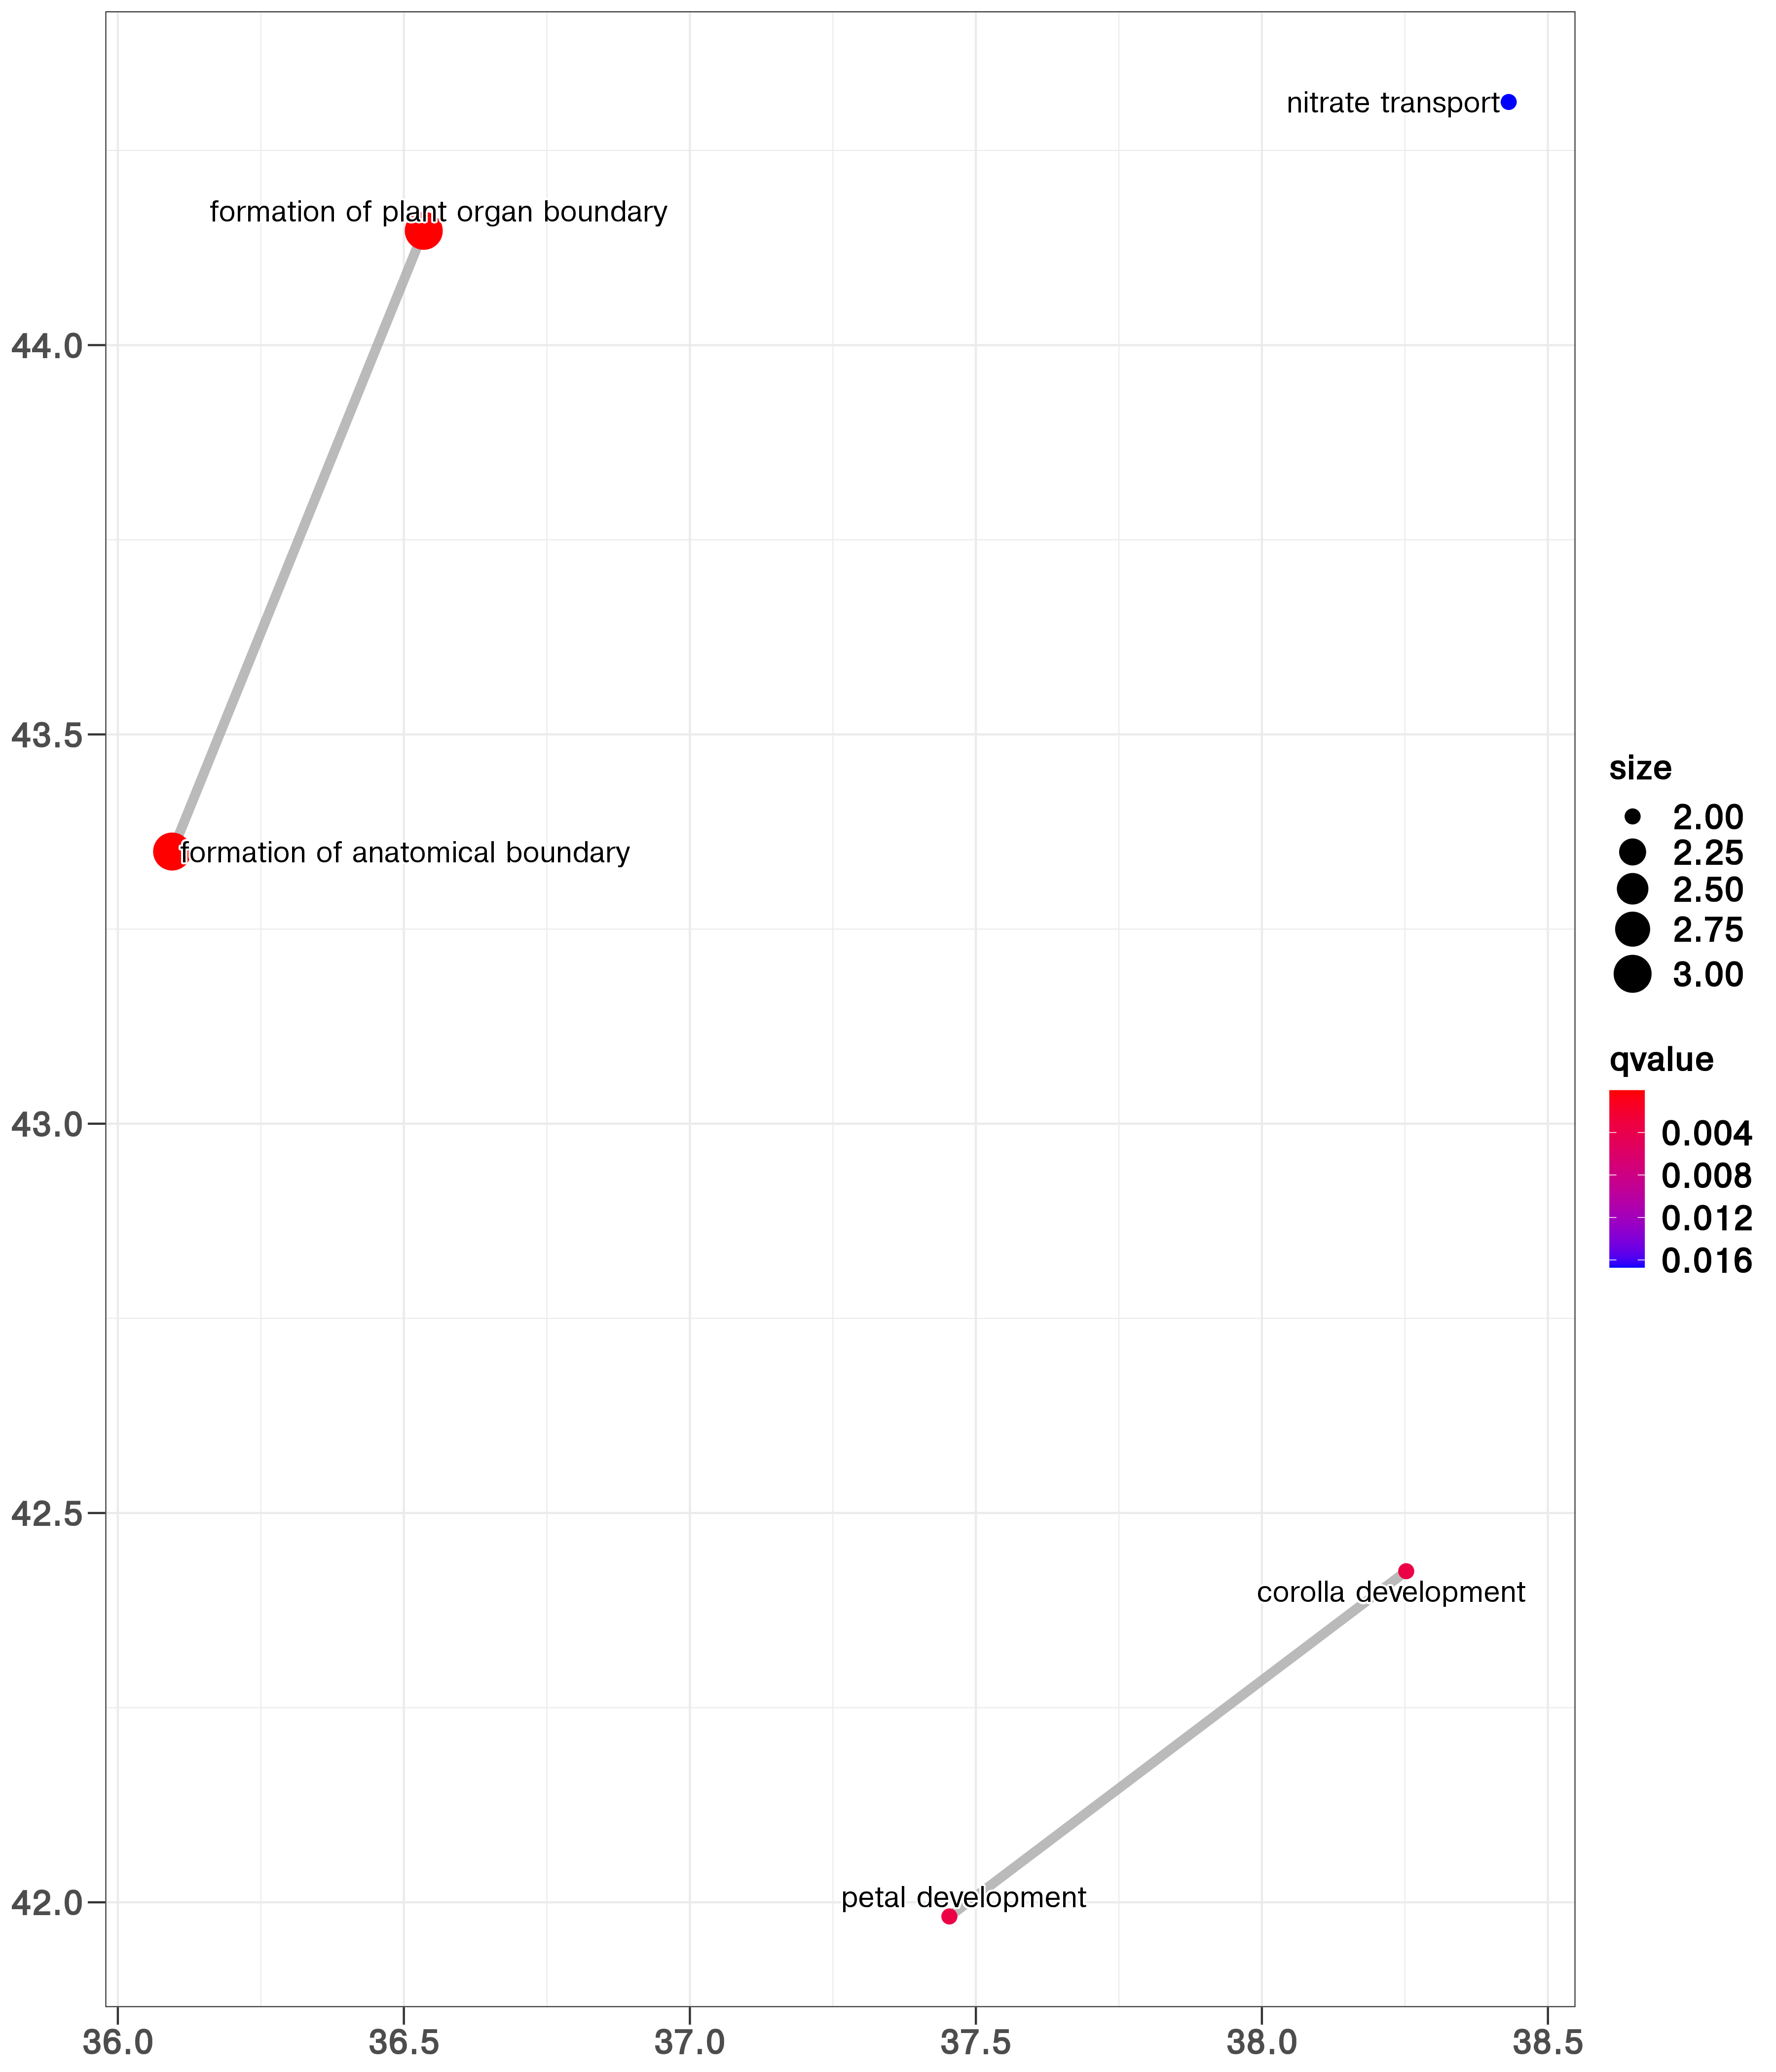 nitrate transport
formation of plant organ boundary
44.0
43.5
formation of anatomical boundary
43.0
42.5
corolla development
petal development
42.0
36.0 36.5 37.0 37.5 38.0 38.5
size
2.00
2.25
2.50
2.75
3.00
qvalue
0.004
0.008
0.012
0.016